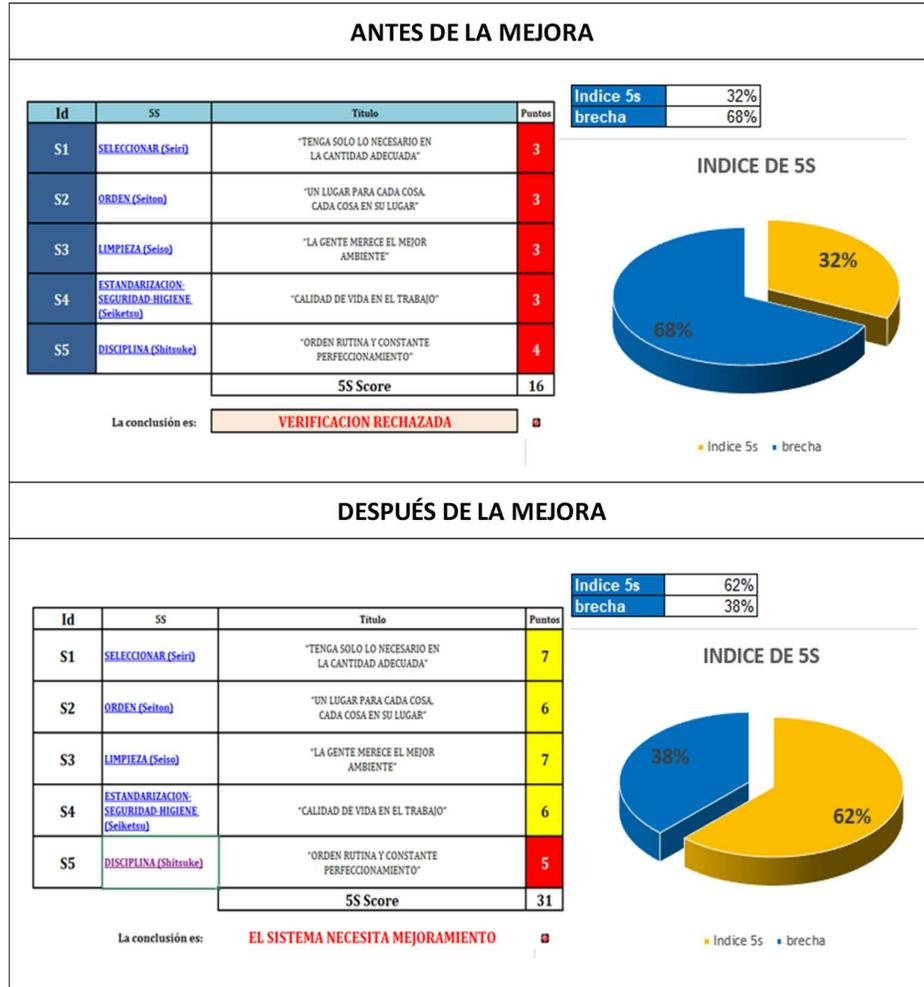 ANTES DE LA MEJORA
Indice 5s 32%
brecha 68%
Id 5S Título Puntos
S1 SELECCIONAR (Seiri) "TENGA SOLO LO NECESARIO EN
LA CANTIDAD ADECUADA" 3
S2 ORDEN (Seiton) "UN LUGAR PARA CADA COSA,
CADA COSA EN SU LUGAR" 3
S3 LIMPIEZA (Seiso) "LA GENTE MERECE EL MEJOR
AMBIENTE" 3
ESTANDARIZACION-
S4 SEGURIDAD-HIGIENE "CALIDAD DE VIDA EN EL TRABAJO" 3
(Seiketsu)
S5 DISCIPLINA (Shitsuke) "ORDEN RUTINA Y CONSTANTE
PERFECCIONAMIENTO" 4
5S Score 16
La conclusión es: VERIFICACION RECHAZADA
INDICE DE 5S
32%
68%
Indice 5s brecha
DESPUÉS DE LA MEJORA
Indice 5s 62%
brecha 38%
Id 5S Título Puntos
S1 SELECCIONAR (Seiri) "TENGA SOLO LO NECESARIO EN
LA CANTIDAD ADECUADA" 7
S2 ORDEN (Seiton) "UN LUGAR PARA CADA COSA,
CADA COSA EN SU LUGAR" 6
S3 LIMPIEZA (Seiso) "LA GENTE MERECE EL MEJOR
AMBIENTE" 7
ESTANDARIZACION-
S4 SEGURIDAD-HIGIENE "CALIDAD DE VIDA EN EL TRABAJO" 6
(Seiketsu)
S5 DISCIPLINA (Shitsuke) "ORDEN RUTINA Y CONSTANTE
PERFECCIONAMIENTO" 5
5S Score 31
La conclusión es: EL SISTEMA NECESITA MEJORAMIENTO
INDICE DE 5S
38%
62%
Indice 5s brecha